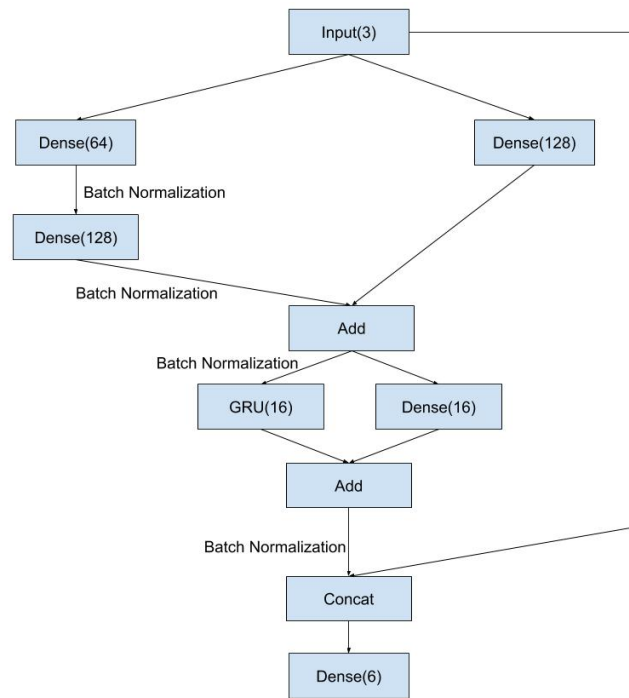 Input(3)
Dense(64)
Dense(128)
Batch Normalization
Dense(128)
Batch Normalization
Add
Batch Normalization
GRU(16)
Dense(16)
Add
Batch Normalization
Concat
Dense(6)